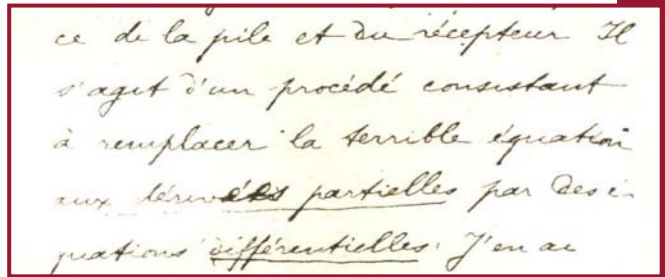 ce de la pile et du récepteur Il
s'agit d'un procédé consistant
à remplacer la terrible équation
aux dérivées partielles par des é-
quations différentielles. J'en ai